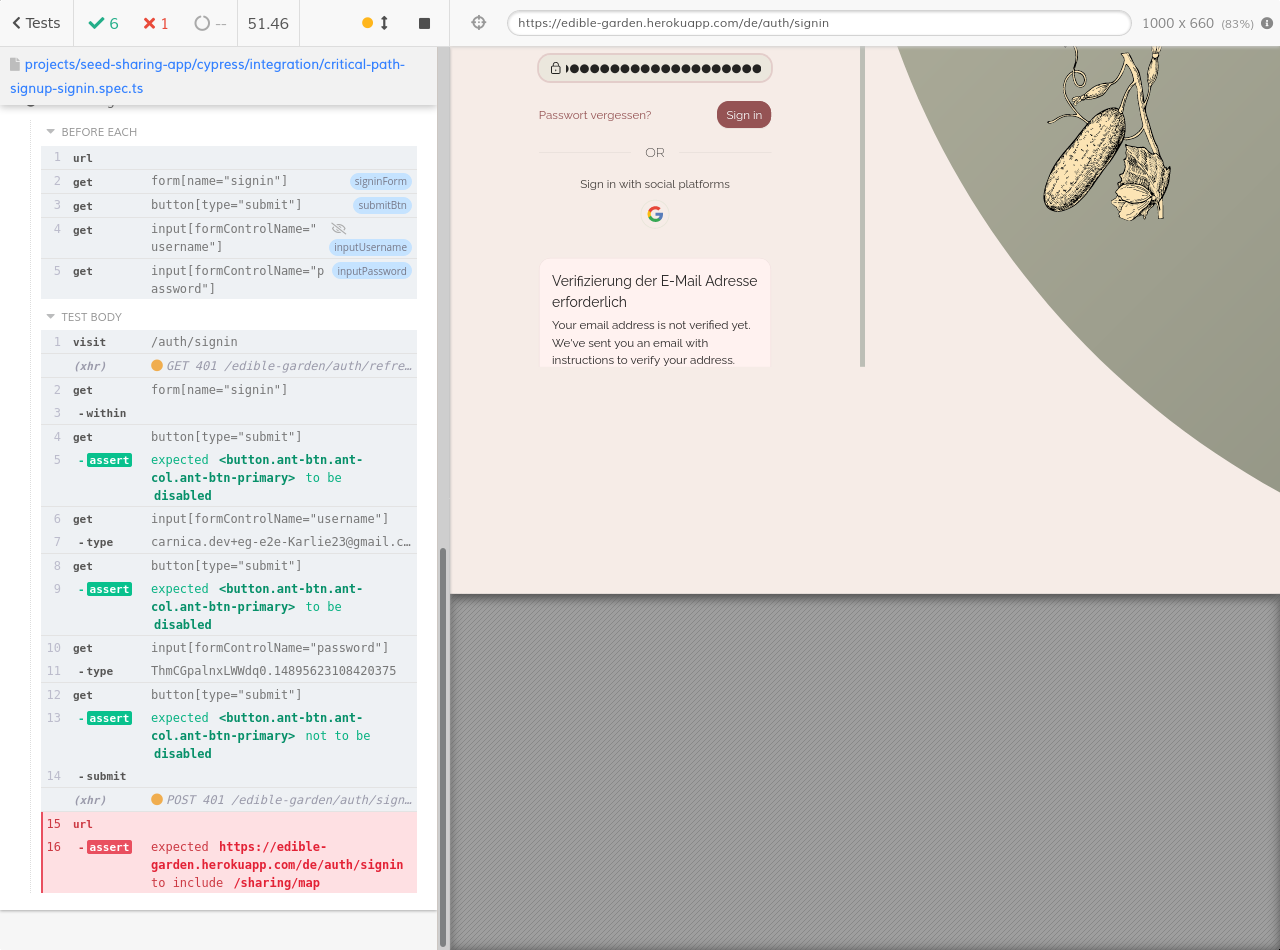 Tests
6
1
--
51.46
https://edible-garden.herokuapp.com/de/auth/signin
1000 x 660 (83%)
projects/seed-sharing-app/cypress/integration/critical-path-
signup-signin.spec.ts
BEFORE EACH
1 url
2 get form[name="signin"] signinForm
3 get button[type="submit"] submitBtn
4 get input[formControlName="
username"] inputUsername
5 get input[formControlName="p inputPassword
assword"]
TEST BODY
1 visit /auth/signin
(xhr) GET 401 /edible-garden/auth/refre…
2 get form[name="signin"]
3 -within
4 get button[type="submit"]
5 -assert expected <button.ant-btn.ant-
col.ant-btn-primary> to be
disabled
6 get input[formControlName="username"]
7 -type carnica.dev+eg-e2e-Karlie23@gmail.c…
8 get button[type="submit"]
9 -assert expected <button.ant-btn.ant-
col.ant-btn-primary> to be
disabled
10 get input[formControlName="password"]
11 -type ThmCGpalnxLWWdq0.14895623108420375
12 get button[type="submit"]
13 -assert expected <button.ant-btn.ant-
col.ant-btn-primary> not to be
disabled
14 -submit
(xhr) POST 401 /edible-garden/auth/sign…
15 url
16 -assert expected https://edible-
garden.herokuapp.com/de/auth/signin
to include /sharing/map
Passwort vergessen?
Sign in
OR
Sign in with social platforms
Verifizierung der E-Mail Adresse
erforderlich
Your email address is not verified yet.
We've sent you an email with
instructions to verify your address.